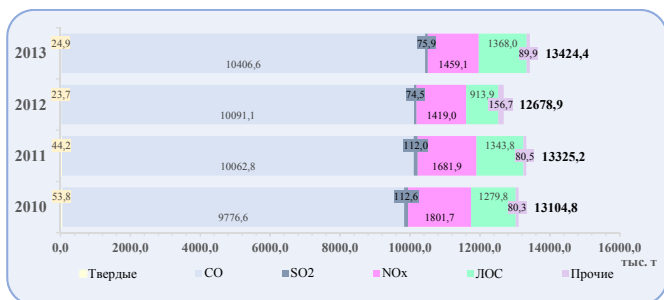 2013 24,9 10406,6 75,9 1459,1 1368,0 89,9 13424,4
2012 23,7 10091,1 74,5 1419,0 913,9 156,7 12678,9
2011 44,2 10062,8 112,0 1681,9 1343,8 80,5 13325,2
2010 53,8 9776,6 112,6 1801,7 1279,8 80,3 13104,8
0,0 2000,0 4000,0 6000,0 8000,0 10000,0 12000,0 14000,0 16000,0
тыс. т
Твердые CO SO2 NOx ЛОС Прочие